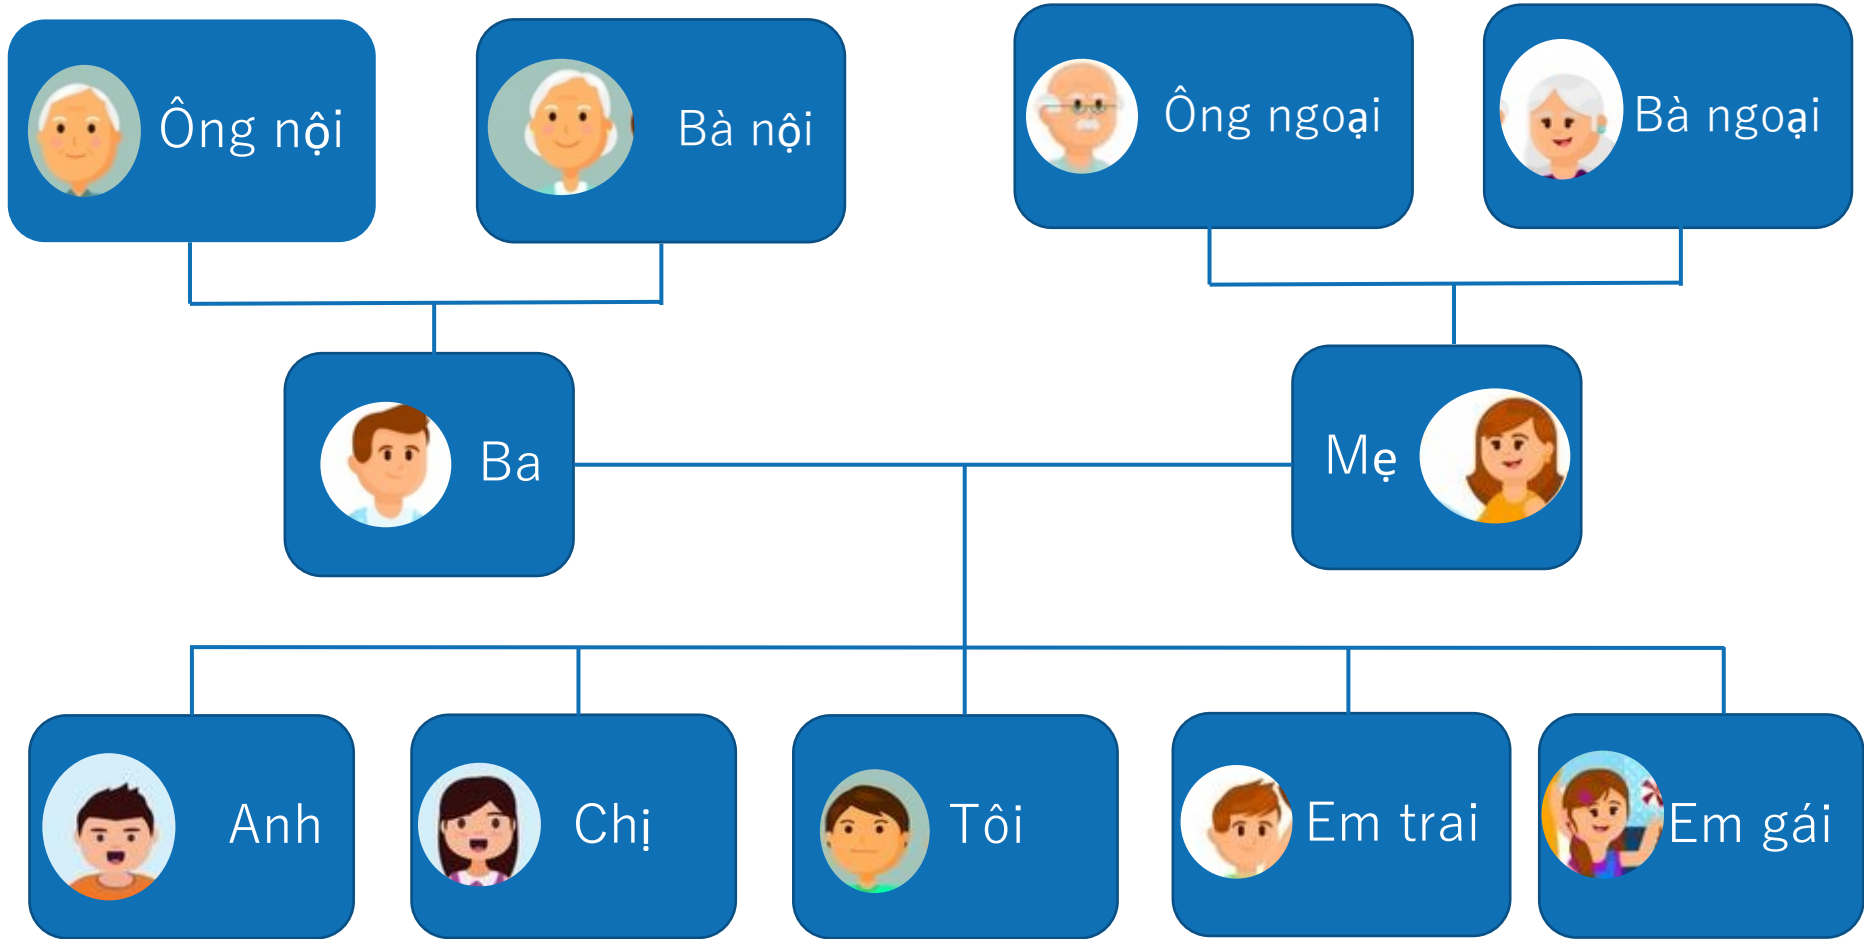 Ông nội
Bà nội
Ông ngoại
Bà ngoại
Ba
Mẹ
Anh
Chị
Tôi
Em trai
Em gái